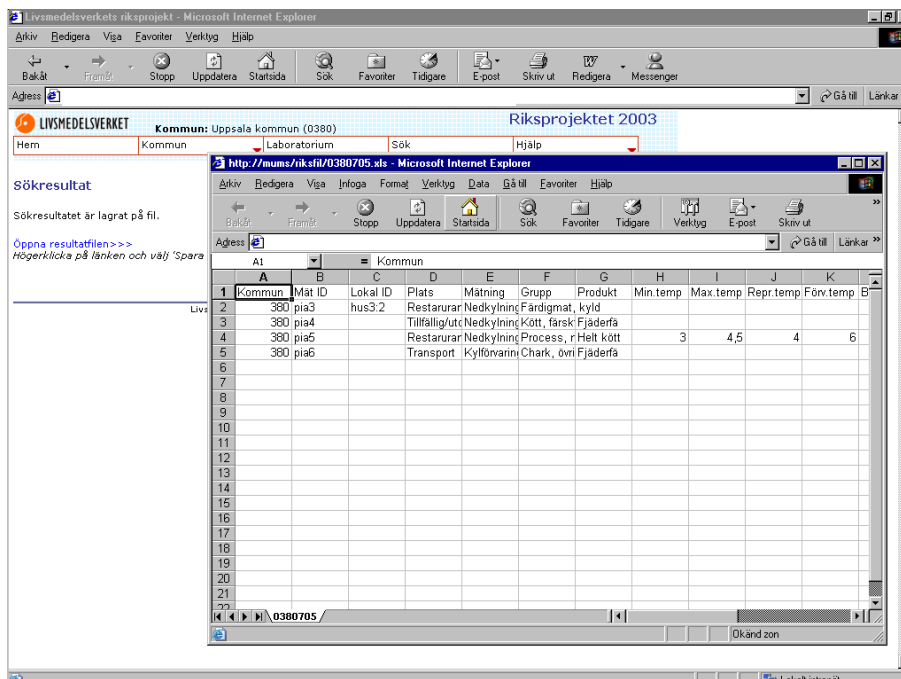 Livsmedelsverkets riksprojekt - Microsoft Internet Explorer
Arkiv Redigera Visa Favoriter Verktyg Hjälp
Bakåt Framåt Stopp Uppdatera Startsida Sök Favoriter Tidigare E-post Skriv ut Redigera Messenger
Adress Gå till Länkar
LIVSMEDELSVERKET Kommun: Uppsala kommun (0380) Riksprojektet 2003
Hem Kommun Laboratorium Sök Hjälp
Sökresultat
Sökresultatet är lagrat på fil.
Öppna resultatfilen>>>
Högerklicka på länken och välj 'Spara
Livs
http://mums/riksfil/0380705.xls - Microsoft Internet Explorer
Arkiv Redigera Visa Infoga Format Verktyg Data Gå till Favoriter Hjälp
Bakåt Framåt Stopp Uppdatera Startsida Sök Favoriter Tidigare Verktyg E-post Skriv ut »
Adress Gå till Länkar »
A1 = Kommun
A B C D E F G H I J K
1 Kommun Mät ID Lokal ID Plats Mätning Grupp Produkt Min.temp Max.temp Repr.temp Förv.temp B
2 380 pia3 hus3:2 Restaurar Nedkylning Färdigmat, kyld
3 380 pia4 Tillfällig/uto Nedkylning Kött, färsk Fjäderfä
4 380 pia5 Restaurar Nedkylning Process, r Helt kött 3 4,5 4 6
5 380 pia6 Transport Kylförvaring Chark, övri Fjäderfä
6
7
8
9
10
11
12
13
14
15
16
17
18
19
20
21
22
0380705
Okänd zon
Lokalt intranät